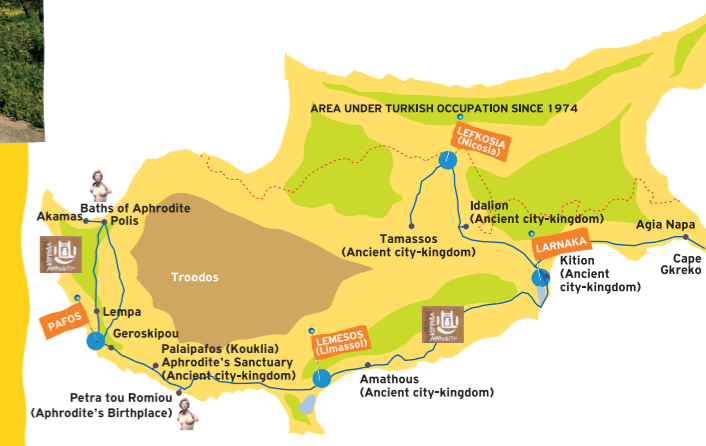 AREA UNDER TURKISH OCCUPATION SINCE 1974
LEFKOSIA
(Nicosia)
Baths of Aphrodite
Akamas
Polis
Idalion
(Ancient city-kingdom)
Tamassos
(Ancient city-kingdom)
Agia Napa
LARNAKA
Kition
(Ancient
city-kingdom)
Cape
Gkreko
Troodos
PAFOS
Lempa
Geroskipou
LEMESOS
(Limassol)
Palaipafos (Kouklia)
Aphrodite's Sanctuary
(Ancient city-kingdom)
Amathous
(Ancient city-kingdom)
Petra tou Romiou
(Aphrodite's Birthplace)